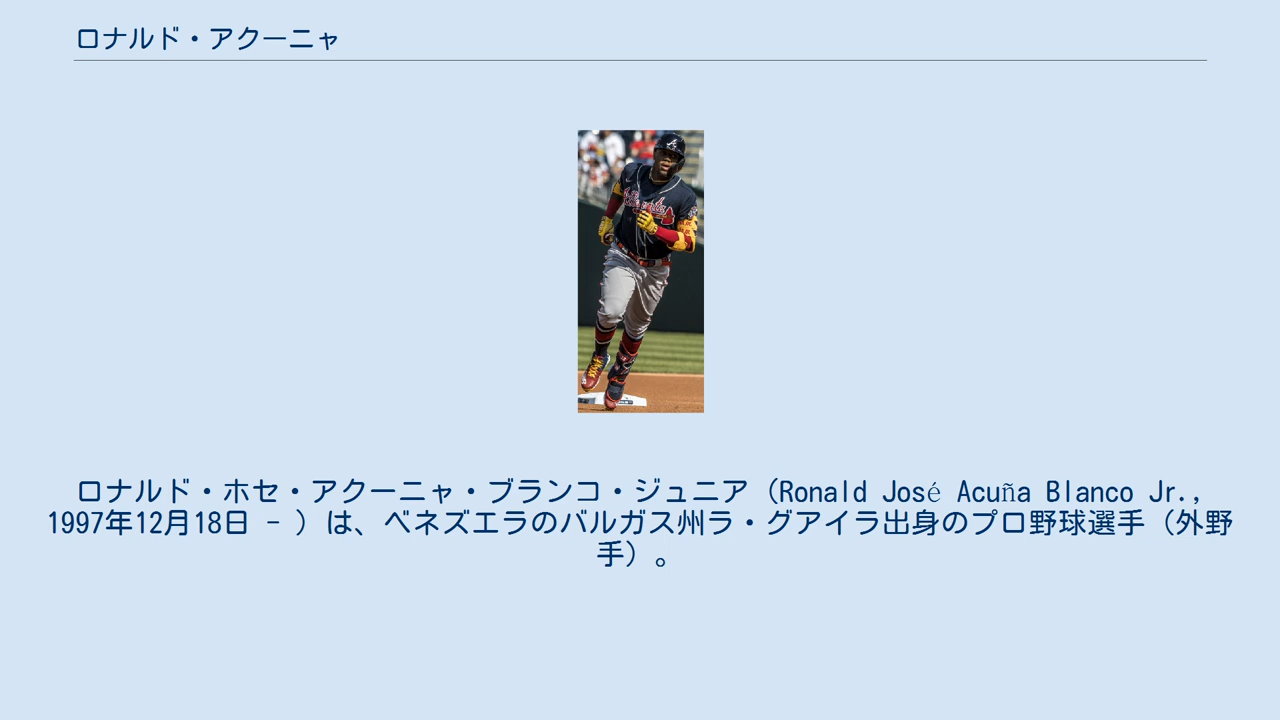 ロナルド・アクーニャ
ロナルド・ホセ・アクーニャ・ブランコ・ジュニア（Ronald José Acuña Blanco Jr.,
1997年12月18日 - ）は、ベネズエラのバルガス州ラ・グアイラ出身のプロ野球選手（外野
手）。